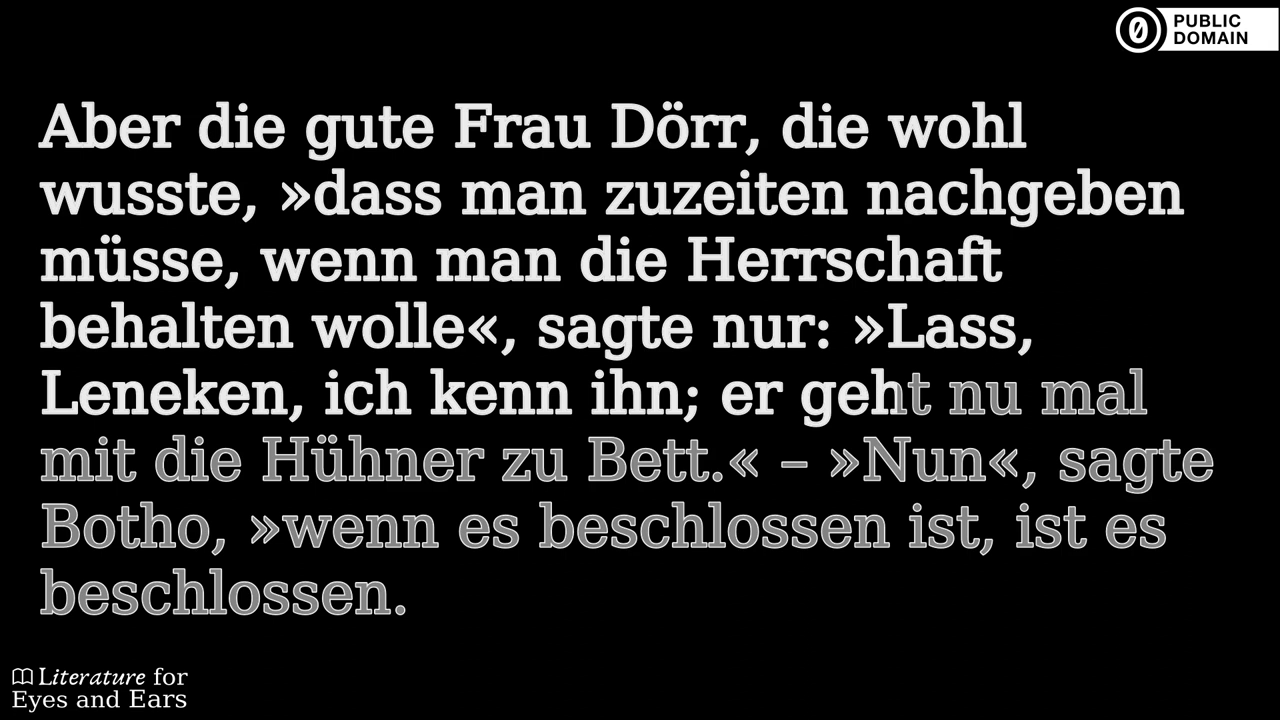 PUBLIC
DOMAIN
Aber die gute Frau Dörr, die wohl
wusste, »dass man zuzeiten nachgeben
müsse, wenn man die Herrschaft
behalten wolle«, sagte nur: »Lass,
Leneken, ich kenn ihn; er geht nu mal
mit die Hühner zu Bett.« – »Nun«, sagte
Botho, »wenn es beschlossen ist, ist es
beschlossen.
Literature for
Eyes and Ears